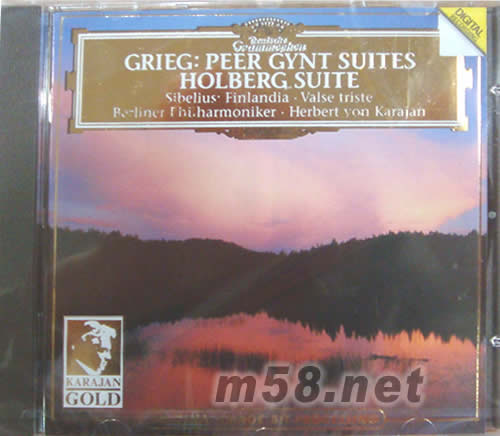 Deutsche
Grammophon
DIGITAL
GRIEG: PEER GYNT SUITES
HOLBERG SUITE
Sibelius: Finlandia · Valse triste
Berliner Philharmoniker · Herbert von Karajan
KARAJAN
GOLD
m58.net